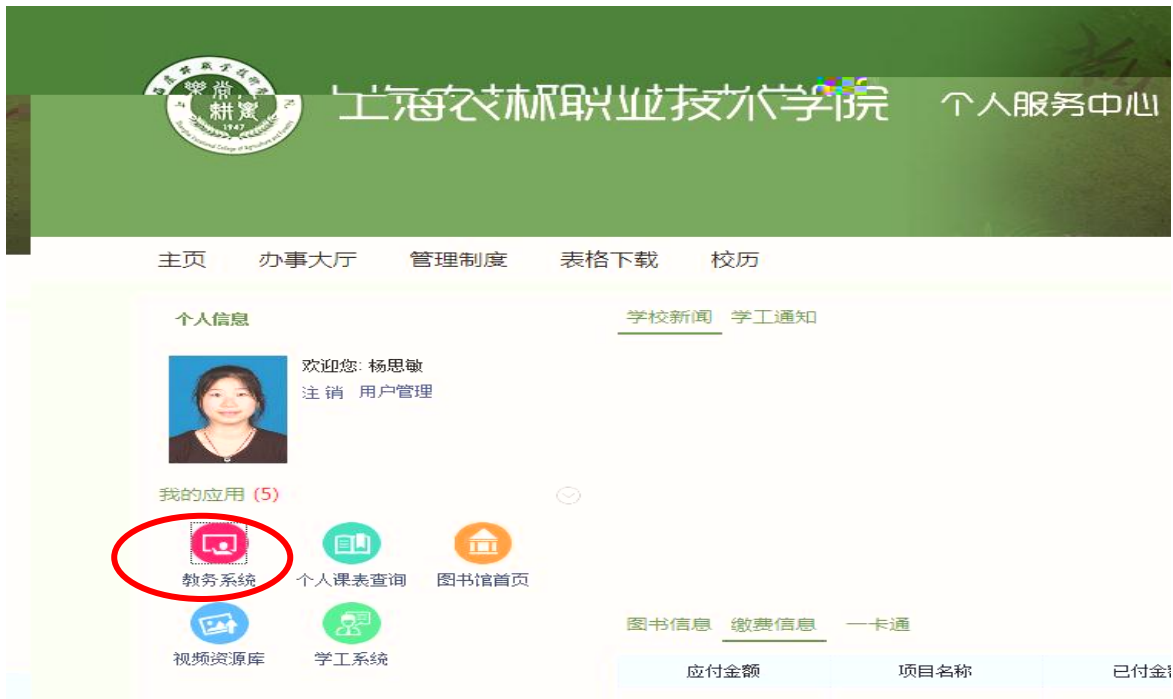 上海农林职业技术学院 个人服务中心
1947
主页 办事大厅 管理制度 表格下载 校历
个人信息
学校新闻 学工通知
欢迎您: 杨思敏
注 销 用户管理
我的应用 (5)
教务系统 个人课表查询 图书馆首页
视频资源库 学工系统
图书信息 缴费信息 一卡通
应付金额 项目名称 已付金